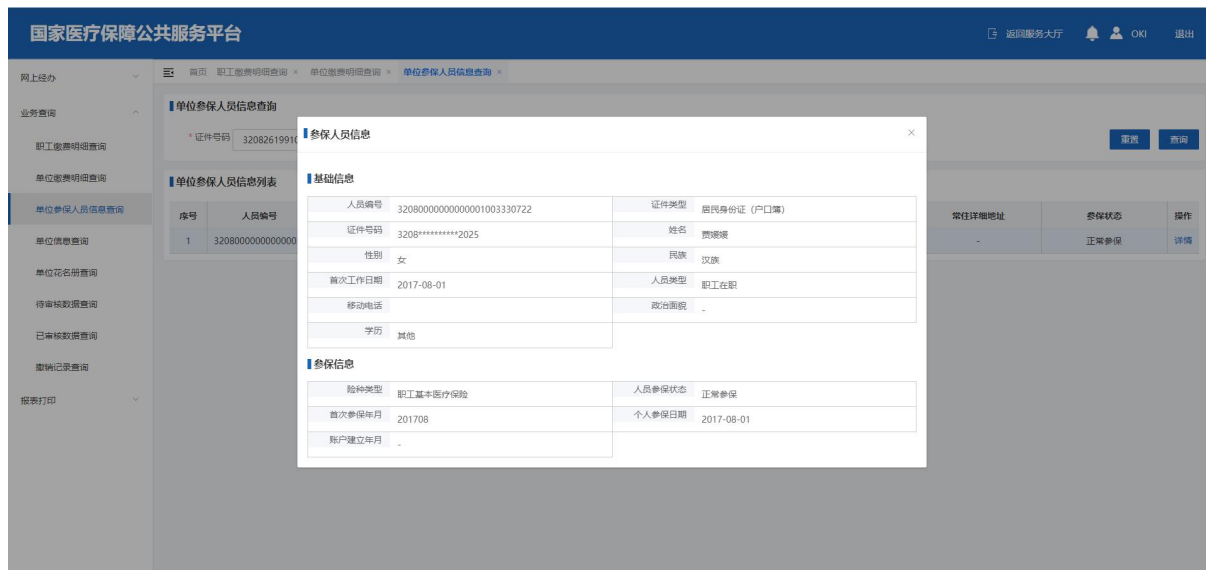 国家医疗保障公共服务平台
返回服务大厅 OKI 退出
网上经办
首页 职工缴费明细查询 × 单位缴费明细查询 × 单位参保人员信息查询 ×
业务查询
职工缴费明细查询
单位缴费明细查询
单位参保人员信息查询
单位信息查询
单位花名册查询
待审核数据查询
已审核数据查询
撤销记录查询
报表打印
单位参保人员信息查询
* 证件号码 3208261991
重置 查询
单位参保人员信息列表
序号 人员编号 常住详细地址 参保状态 操作
1 3208000000000000 - 正常参保 详情
参保人员信息 ×
基础信息
人员编号 32080000000000001003330722 证件类型 居民身份证（户口簿）
证件号码 3208**********2025 姓名 贾媛媛
性别 女 民族 汉族
首次工作日期 2017-08-01 人员类型 职工在职
移动电话 政治面貌 -
学历 其他
参保信息
险种类型 职工基本医疗保险 人员参保状态 正常参保
首次参保年月 201708 个人参保日期 2017-08-01
账户建立年月 -